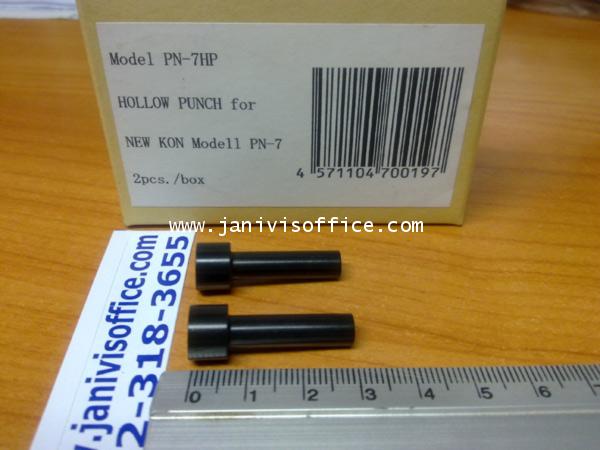 Model PN-7HP
HOLLOW PUNCH for
NEW KON Modell PN-7
2pcs./box
4 571104 700197
www.janivisoffice.com
w.janivisoffice.com
2-318-3655
0 1 2 3 4 5 6 7